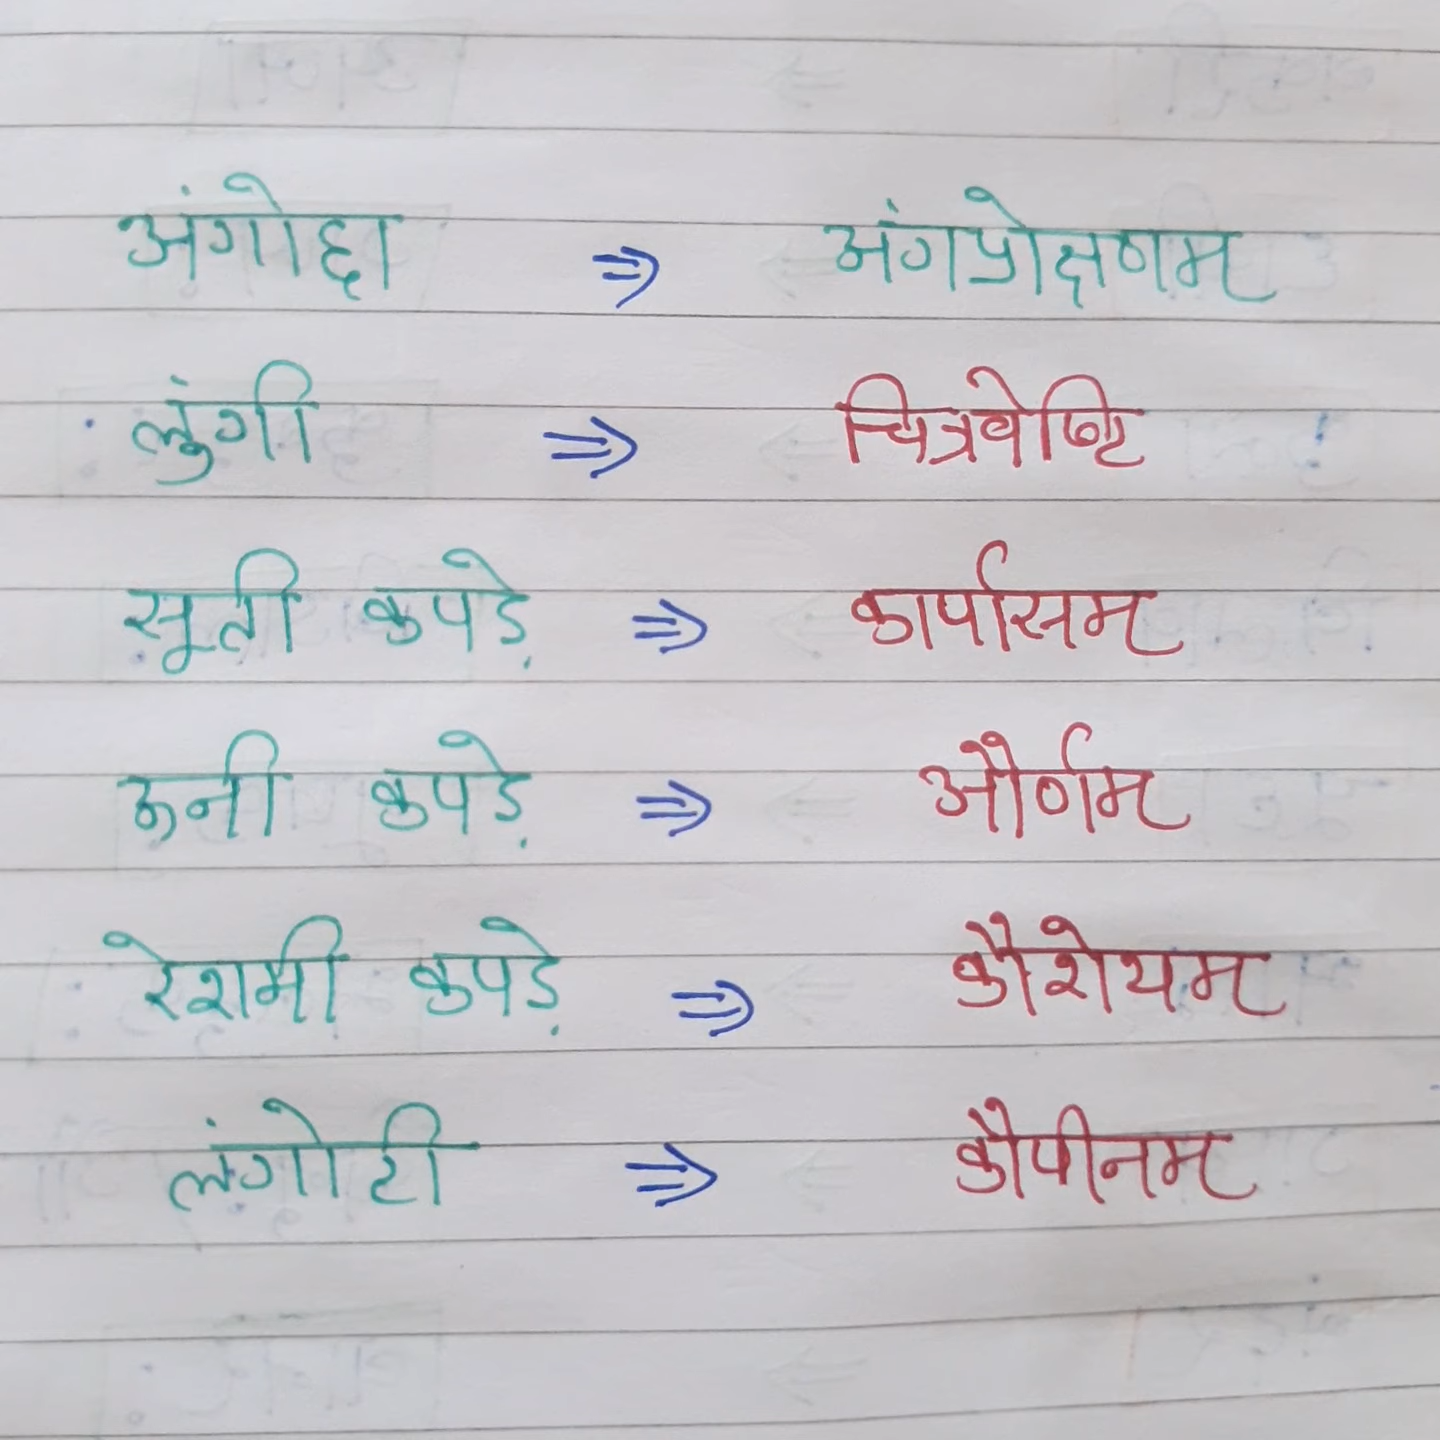 अंगोछा ⇒ अंगप्रोक्षणम्
लुंगी ⇒ चित्रवेष्टि
सूती कपड़े ⇒ कार्पासम्
ऊनी कपड़े ⇒ और्णम्
रेशमी कपड़े ⇒ कौशेयम्
लंगोटी ⇒ कौपीनम्